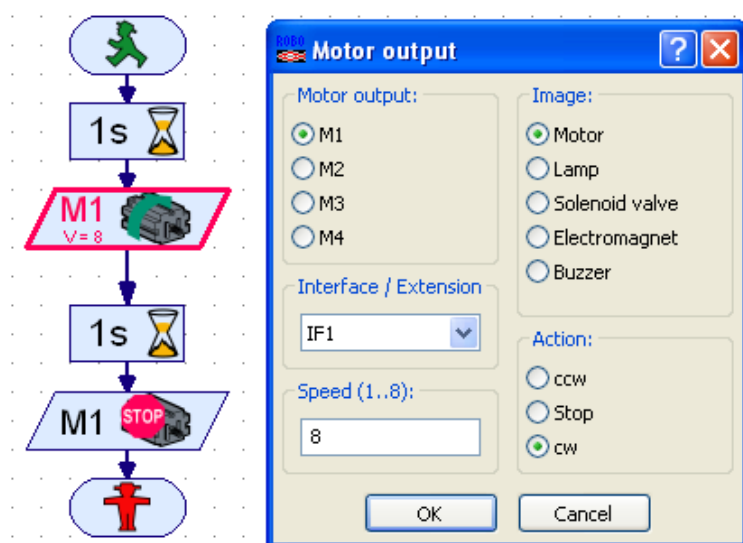 1s
M1
V = 8
1s
M1 STOP
ROBO
Motor output
Motor output:
M1
M2
M3
M4
Interface / Extension
IF1
Speed (1..8):
8
Image:
Motor
Lamp
Solenoid valve
Electromagnet
Buzzer
Action:
ccw
Stop
cw
OK
Cancel